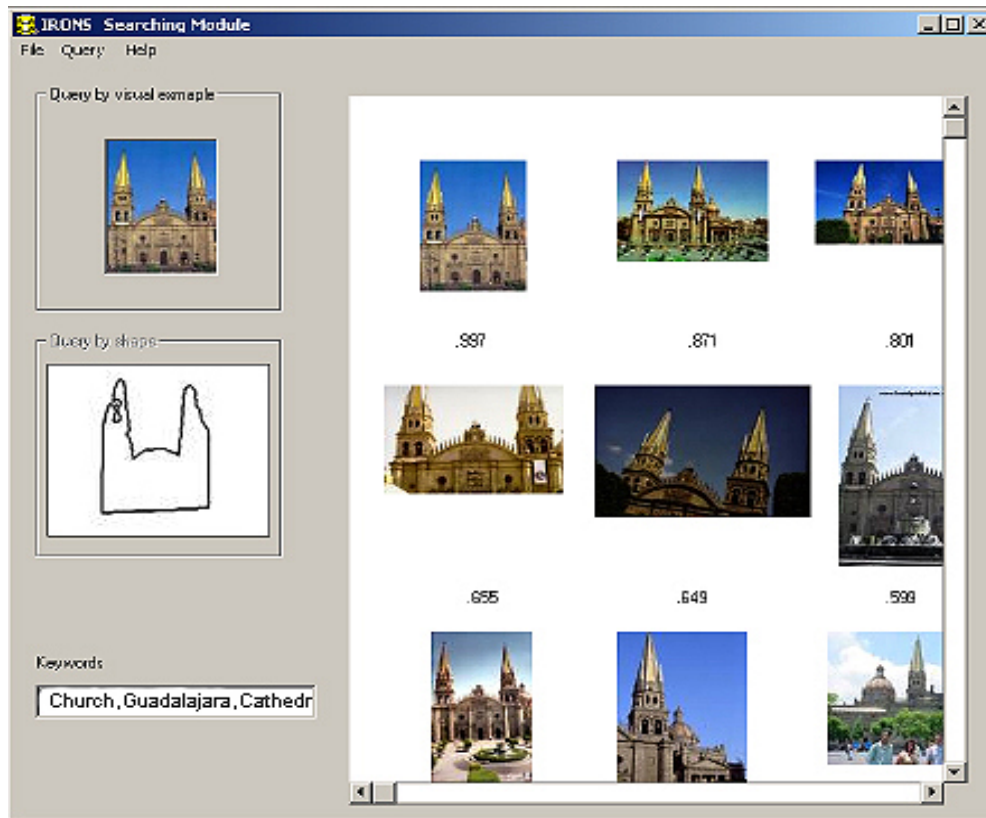 IRONS Searching Module
File Query Help
Query by visual exmaple
Query by shape
Keywords
Church,Guadalajara,Cathedr
.997 .871 .801
.655 .649 .599